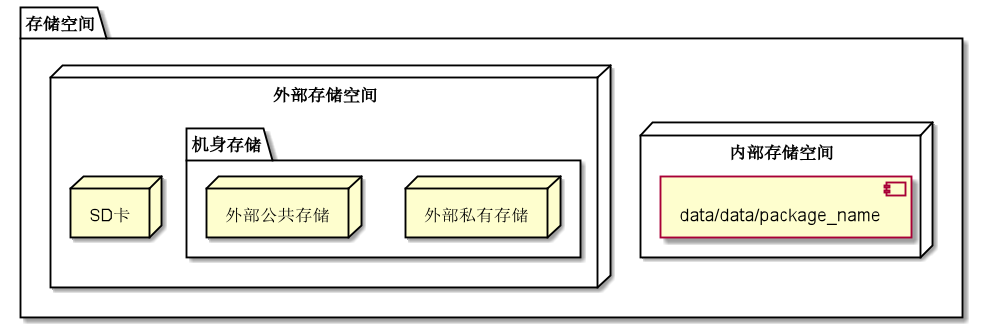 存储空间
外部存储空间
机身存储
SD卡
外部公共存储
外部私有存储
内部存储空间
data/data/package_name